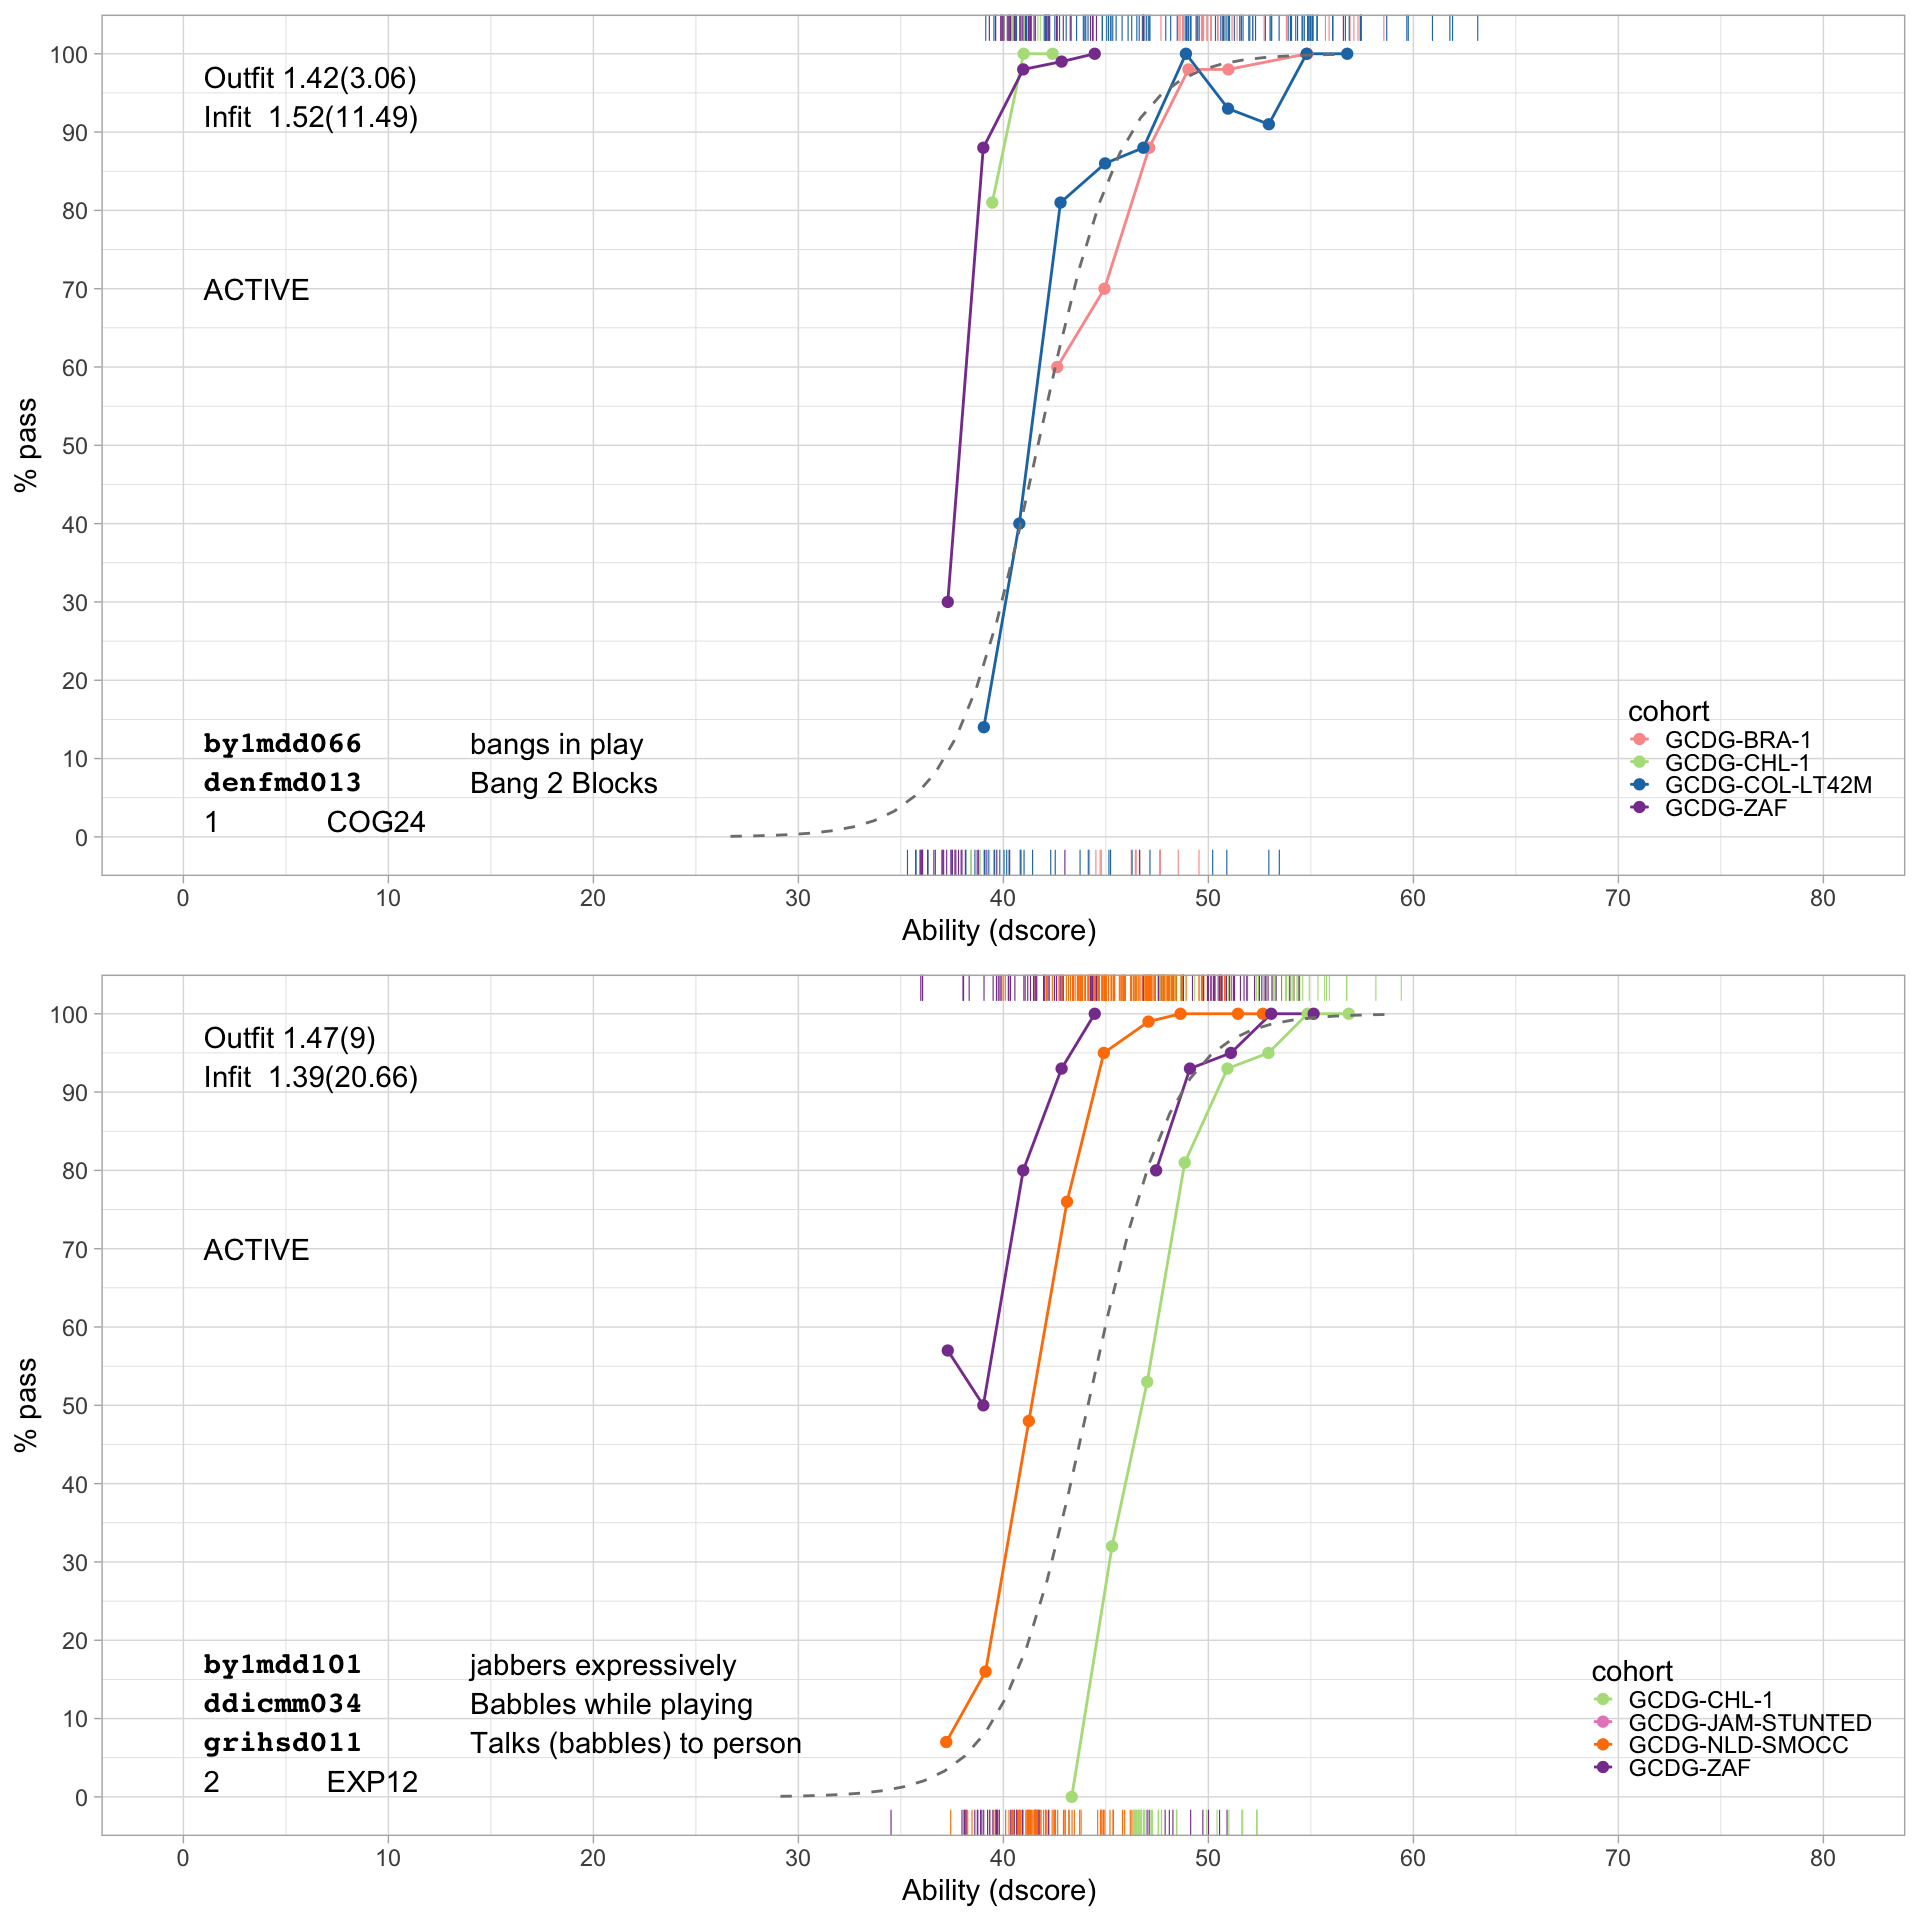 100
90
80
70
60
50
40
30
20
10
0
% pass
Outfit 1.42(3.06)
Infit 1.52(11.49)
ACTIVE
by1mdd066 bangs in play
denfmd013 Bang 2 Blocks
1 COG24
cohort
GCDG-BRA-1
GCDG-CHL-1
GCDG-COL-LT42M
GCDG-ZAF
0 10 20 30 40 50 60 70 80
Ability (dscore)
100
90
80
70
60
50
40
30
20
10
0
% pass
Outfit 1.47(9)
Infit 1.39(20.66)
ACTIVE
by1mdd101 jabbers expressively
ddicmm034 Babbles while playing
grihsd011 Talks (babbles) to person
2 EXP12
cohort
GCDG-CHL-1
GCDG-JAM-STUNTED
GCDG-NLD-SMOCC
GCDG-ZAF
0 10 20 30 40 50 60 70 80
Ability (dscore)